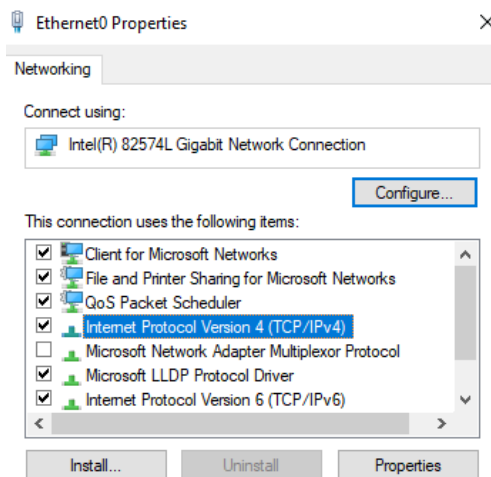 Ethernet0 Properties
Networking
Connect using:
Intel(R) 82574L Gigabit Network Connection
Configure...
This connection uses the following items:
Client for Microsoft Networks
File and Printer Sharing for Microsoft Networks
QoS Packet Scheduler
Internet Protocol Version 4 (TCP/IPv4)
Microsoft Network Adapter Multiplexor Protocol
Microsoft LLDP Protocol Driver
Internet Protocol Version 6 (TCP/IPv6)
Install...
Uninstall
Properties